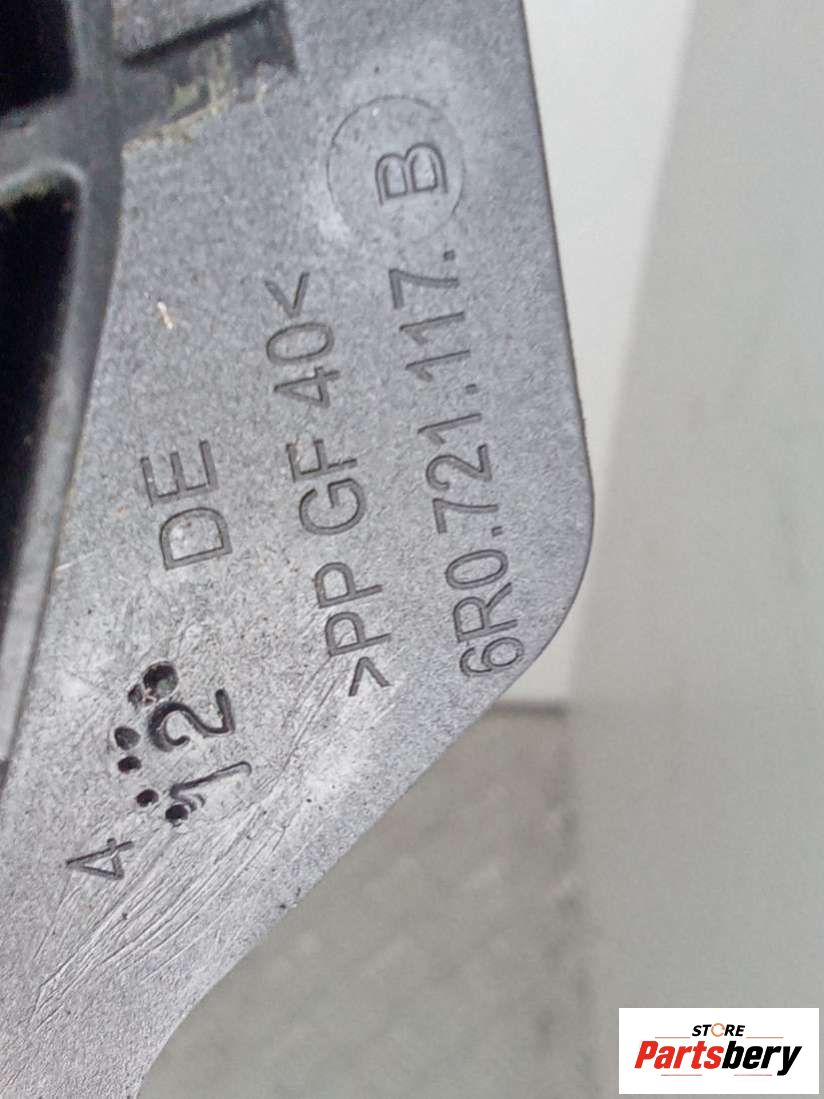 6R0.721.117.B
>PP GF 40<
DE
12
4
STORE
Partsbery